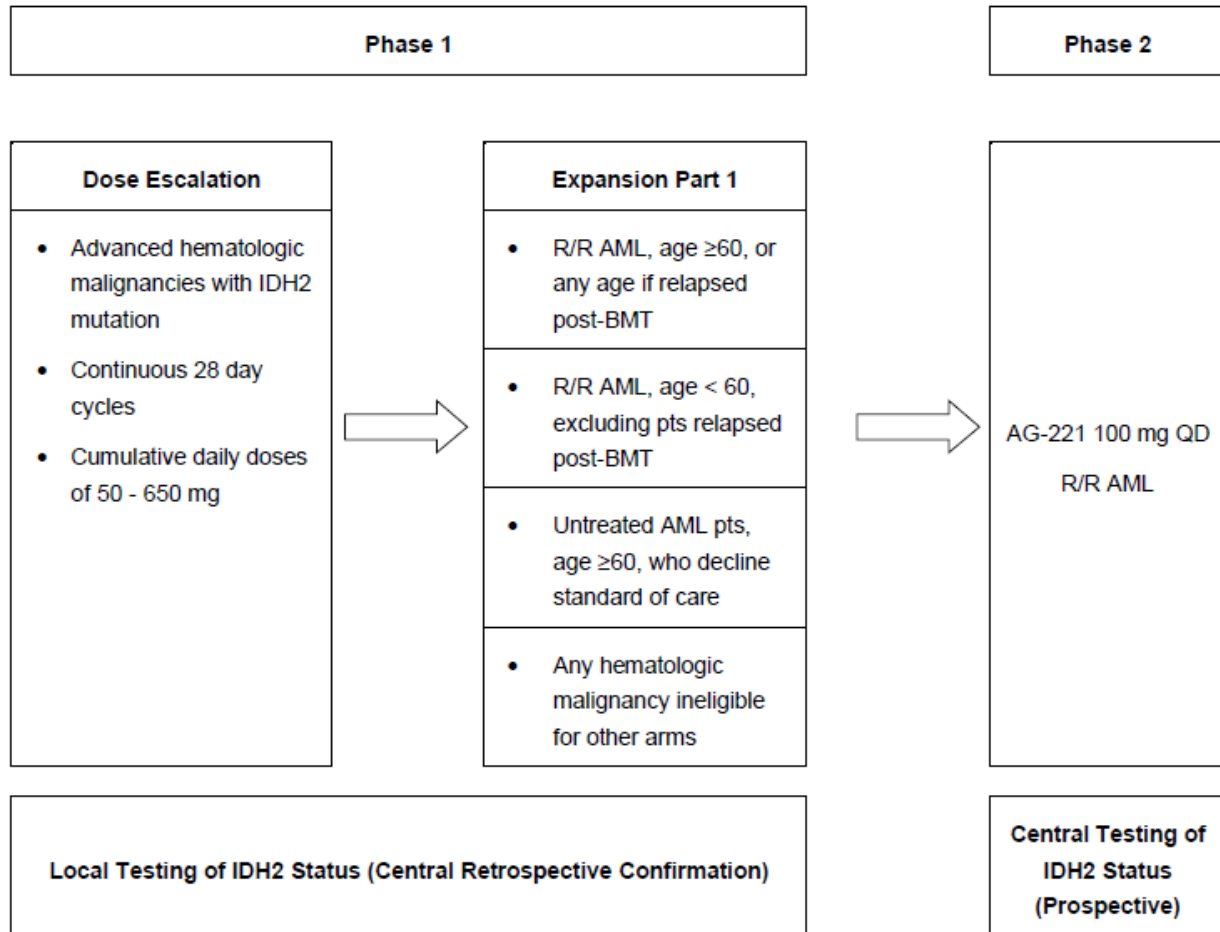 Phase 1
Phase 2
Dose Escalation
• Advanced hematologic
malignancies with IDH2
mutation
• Continuous 28 day
cycles
• Cumulative daily doses
of 50 - 650 mg
Expansion Part 1
• R/R AML, age ≥60, or
any age if relapsed
post-BMT
• R/R AML, age < 60,
excluding pts relapsed
post-BMT
• Untreated AML pts,
age ≥60, who decline
standard of care
• Any hematologic
malignancy ineligible
for other arms
AG-221 100 mg QD
R/R AML
Local Testing of IDH2 Status (Central Retrospective Confirmation)
Central Testing of
IDH2 Status
(Prospective)